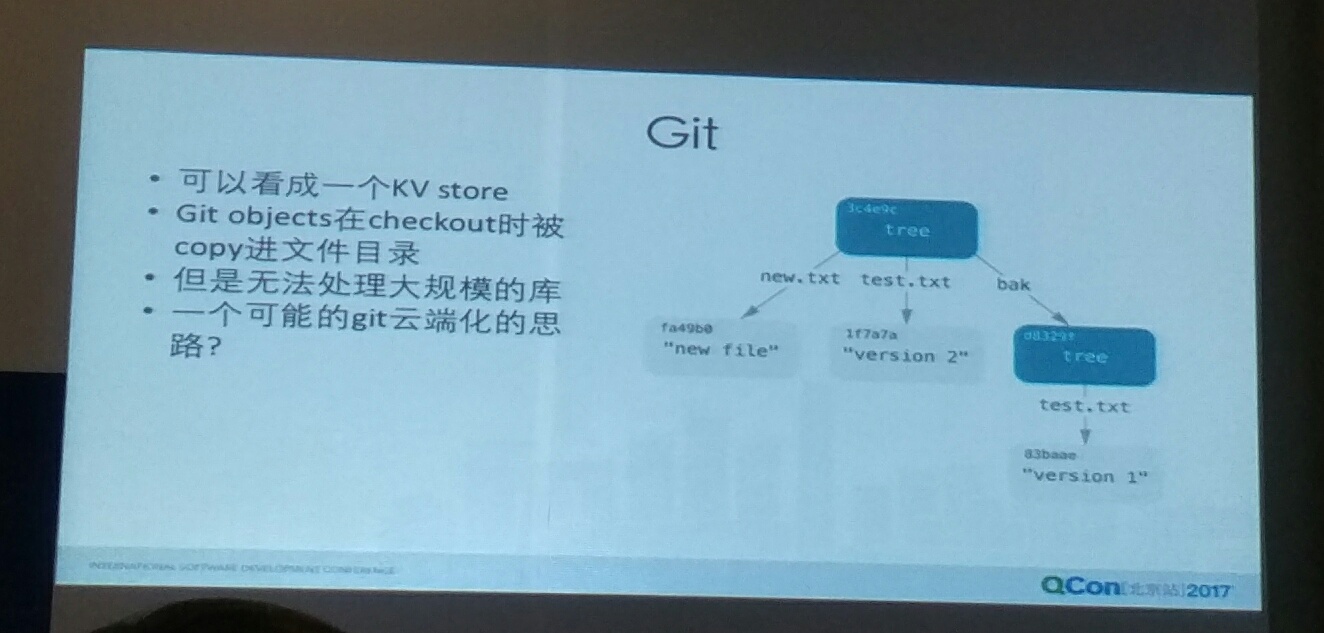 Git
• 可以看成一个KV store
• Git objects在checkout时被
copy进文件目录
• 但是无法处理大规模的库
• 一个可能的git云端化的思
路?
3c4e9c
tree
new.txt test.txt bak
fa49b0
"new file"
1f7a7a
"version 2"
d8329f
tree
test.txt
83baae
"version 1"
INTERNATIONAL SOFTWARE DEVELOPMENT CONFERENCE
QCon[北京站]2017